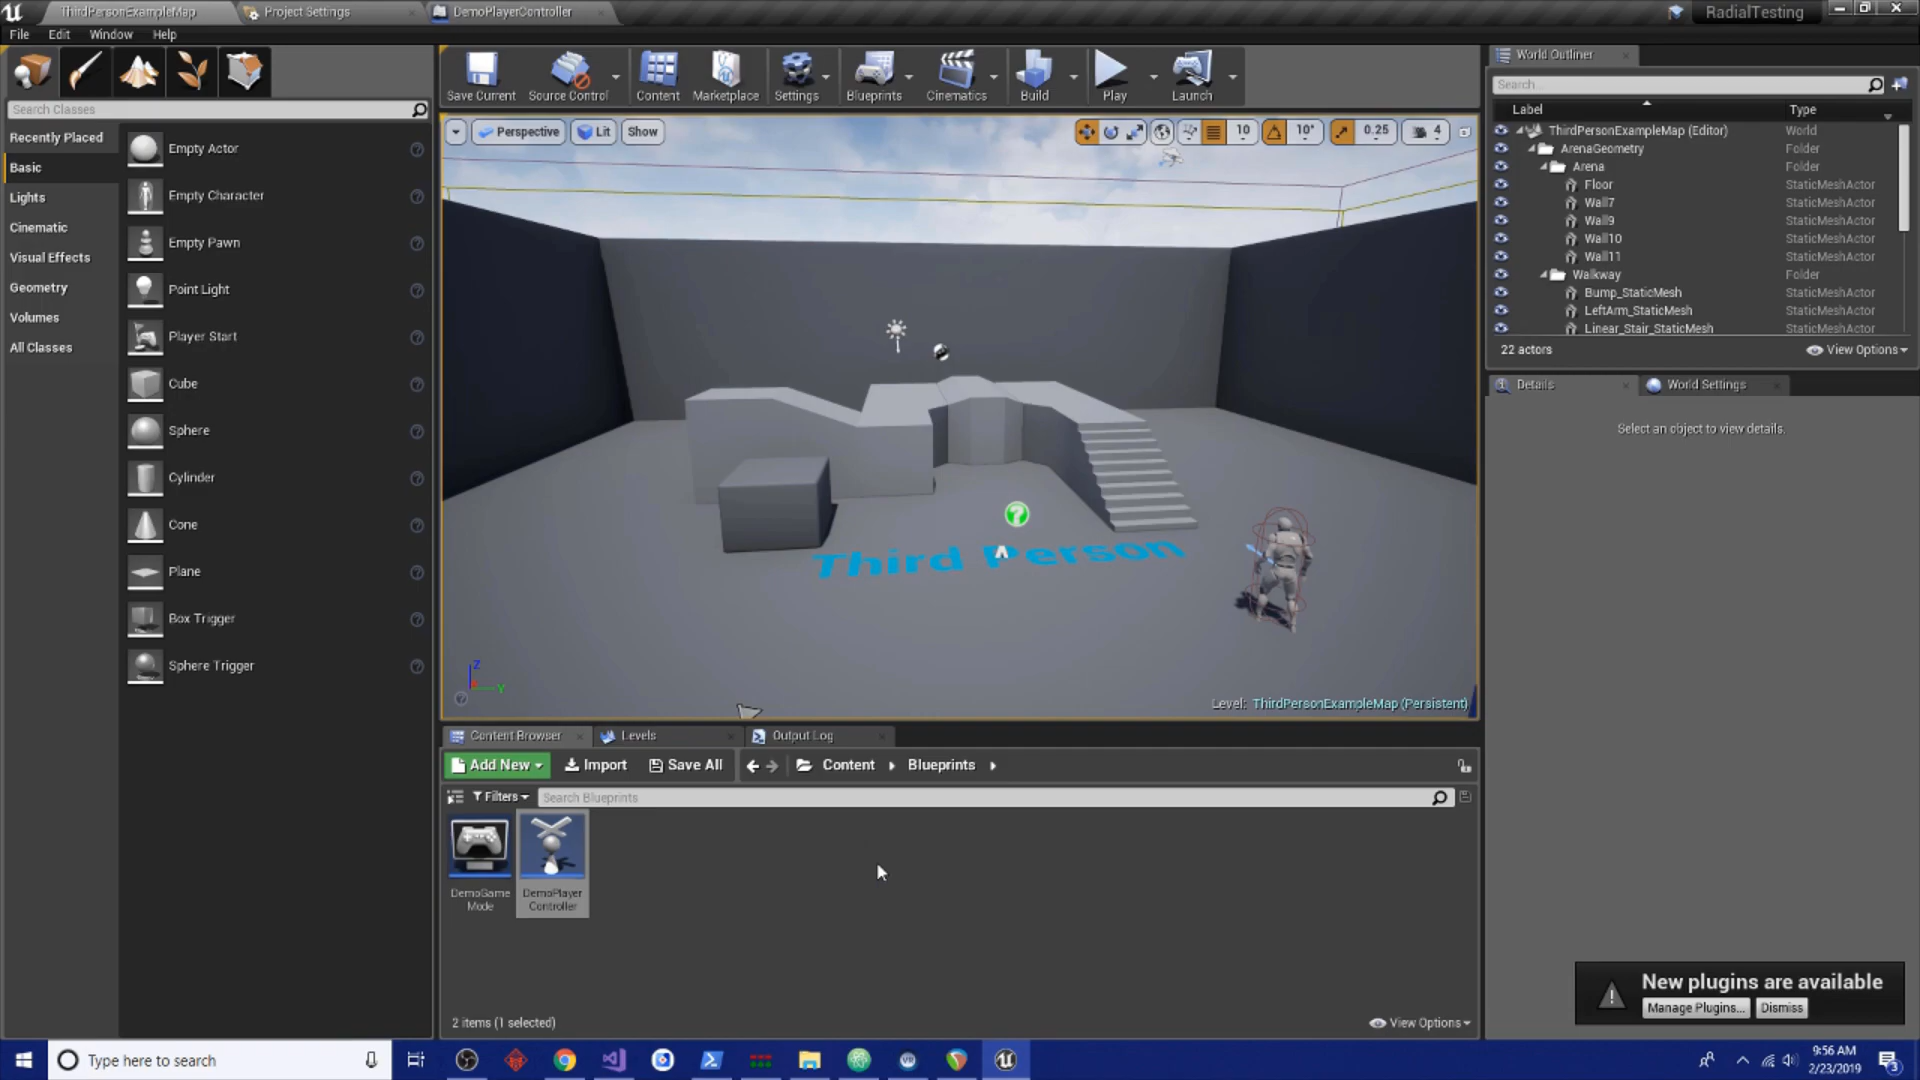 ThirdPersonExampleMap
Project Settings
DemoPlayerController
RadialTesting
File Edit Window Help
Search Classes
Recently Placed
Basic
Lights
Cinematic
Visual Effects
Geometry
Volumes
All Classes
Empty Actor
Empty Character
Empty Pawn
Point Light
Player Start
Cube
Sphere
Cylinder
Cone
Plane
Box Trigger
Sphere Trigger
Save Current
Source Control
Content
Marketplace
Settings
Blueprints
Cinematics
Build
Play
Launch
Perspective
Lit
Show
10
10°
0.25
4
Third Person
Z
Y
Level: ThirdPersonExampleMap (Persistent)
World Outliner
Search...
Label Type
ThirdPersonExampleMap (Editor) World
ArenaGeometry Folder
Arena Folder
Floor StaticMeshActor
Wall7 StaticMeshActor
Wall9 StaticMeshActor
Wall10 StaticMeshActor
Wall11 StaticMeshActor
Walkway Folder
Bump_StaticMesh StaticMeshActor
LeftArm_StaticMesh StaticMeshActor
Linear_Stair_StaticMesh StaticMeshActor
22 actors
View Options
Details
World Settings
Select an object to view details.
Content Browser
Levels
Output Log
Add New
Import
Save All
Content
Blueprints
Filters
Search Blueprints
DemoGame
Mode
DemoPlayer
Controller
2 items (1 selected)
View Options
New plugins are available
Manage Plugins...
Dismiss
Type here to search
9:56 AM
2/23/2019
3